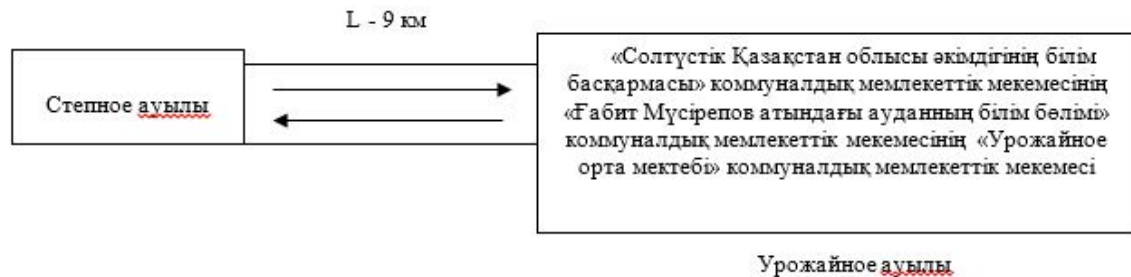 L - 9 км
Степное ауылы
«Солтүстік Қазақстан облысы әкімдігінің білім
басқармасы» коммуналдық мемлекеттік мекемесінің
«Ғабит Мүсірепов атындағы ауданның білім бөлімі»
коммуналдық мемлекеттік мекемесінің «Урожайное
орта мектебі» коммуналдық мемлекеттік мекемесі
Урожайное ауылы